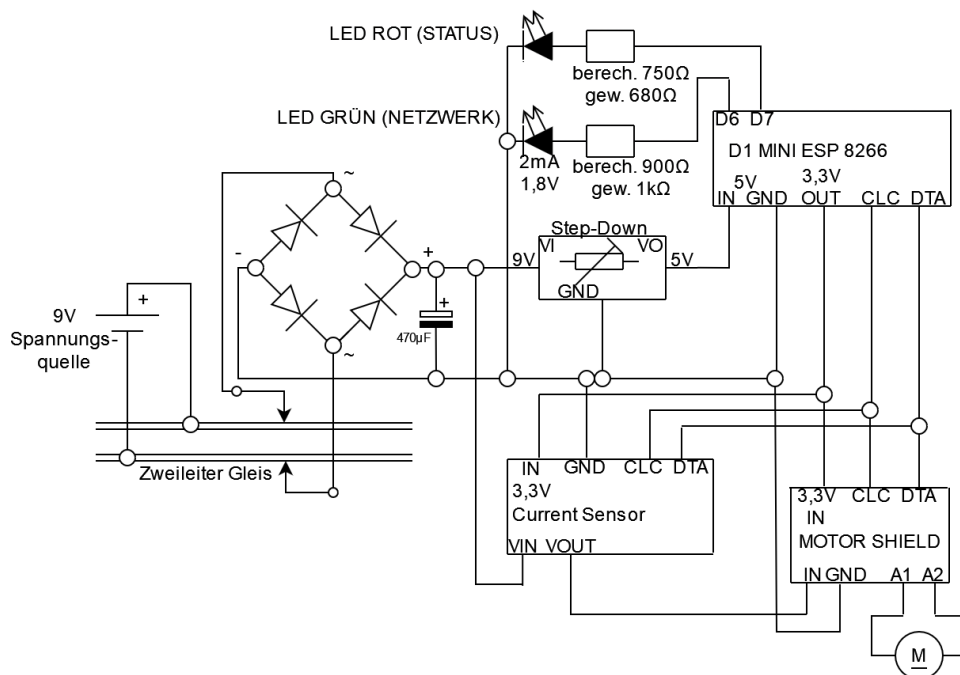 LED ROT (STATUS)
berech. 750Ω
gew. 680Ω
LED GRÜN (NETZWERK)
2mA
1,8V
berech. 900Ω
gew. 1kΩ
D6 D7
D1 MINI ESP 8266
5V 3,3V
IN GND OUT CLC DTA
~
-
+
~
+
470µF
Step-Down
9V VI VO 5V
GND
9V
Spannungs-
quelle
+
Zweileiter Gleis
IN GND CLC DTA
3,3V
Current Sensor
VIN VOUT
3,3V CLC DTA
IN
MOTOR SHIELD
IN GND A1 A2
M